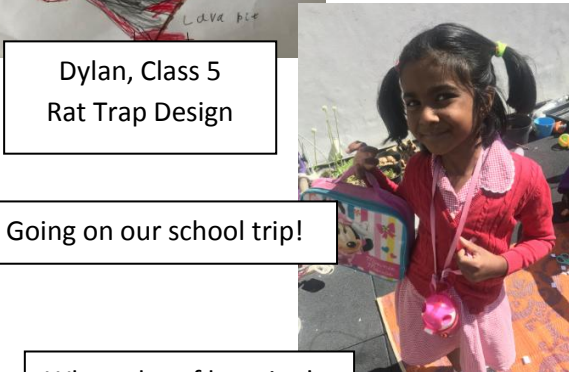 Lava pit
Dylan, Class 5
Rat Trap Design
Going on our school trip!